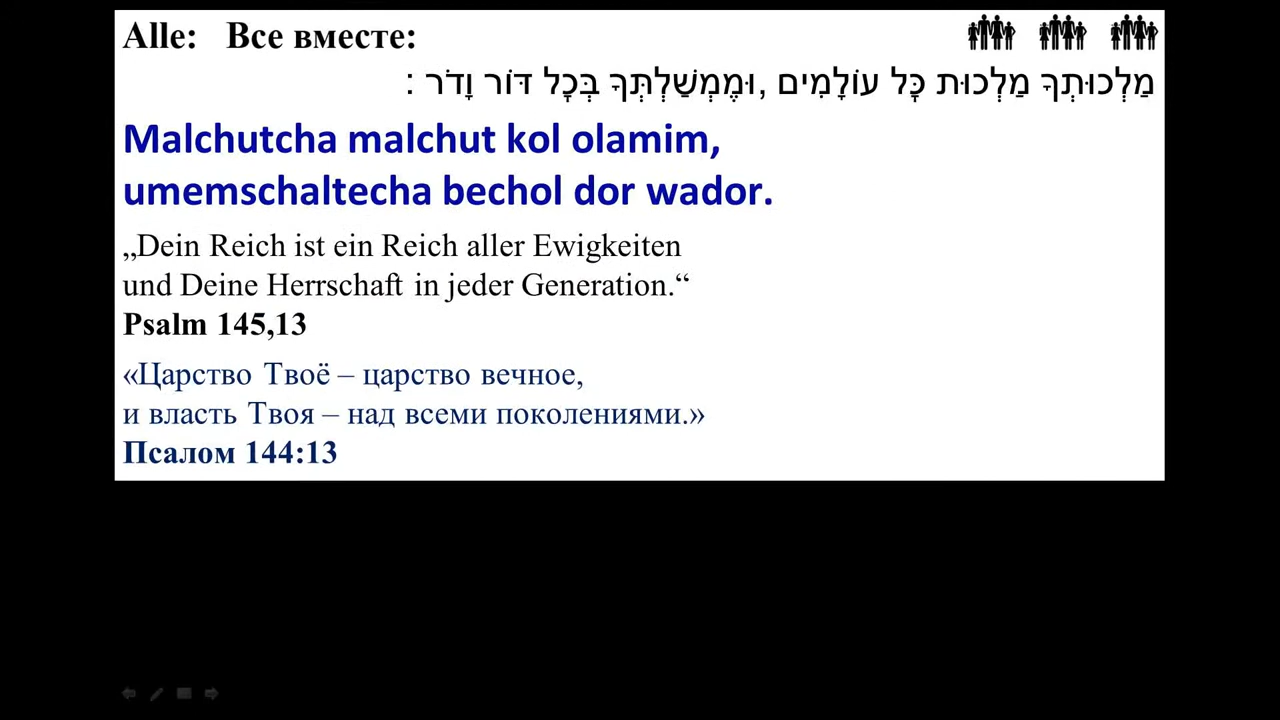 Alle: Все вместе:
מַלְכוּתְךָ מַלְכוּת כָּל עוֹלָמִים ,וּמֶמְשַׁלְתְּךָ בְּכָל דּוֹר וָדֹר :
Malchutcha malchut kol olamim,
umemschaltecha bechol dor wador.
„Dein Reich ist ein Reich aller Ewigkeiten
und Deine Herrschaft in jeder Generation.“
Psalm 145,13
«Царство Твоё – царство вечное,
и власть Твоя – над всеми поколениями.»
Псалом 144:13